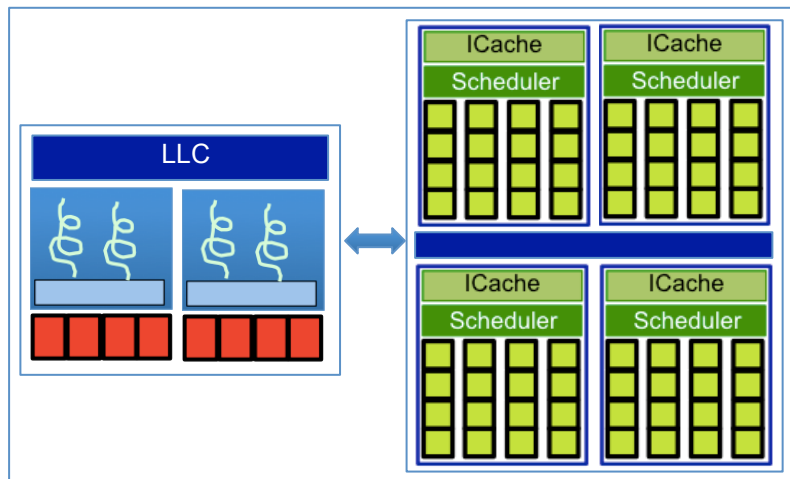 LLC
ICache
Scheduler
ICache
Scheduler
ICache
Scheduler
ICache
Scheduler